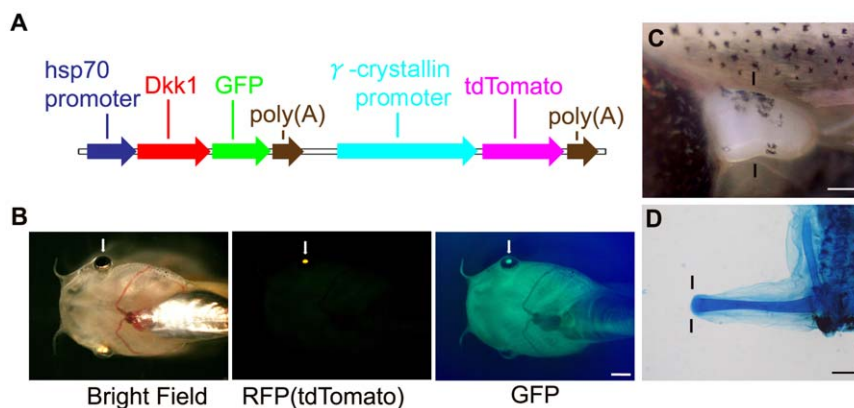 A
hsp70
promoter
Dkk1
GFP
poly(A)
γ-crystallin
promoter
tdTomato
poly(A)
B
Bright Field
RFP(tdTomato)
GFP
C
D